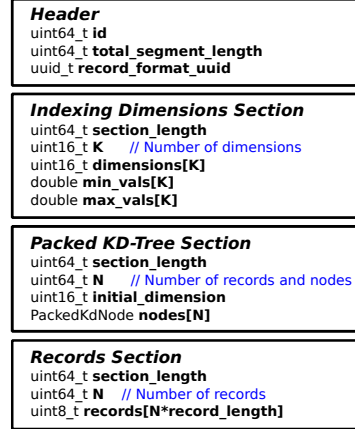 Header
uint64_t id
uint64_t total_segment_length
uuid_t record_format_uuid
Indexing Dimensions Section
uint64_t section_length
uint16_t K // Number of dimensions
uint16_t dimensions[K]
double min_vals[K]
double max_vals[K]
Packed KD-Tree Section
uint64_t section_length
uint64_t N // Number of records and nodes
uint16_t initial_dimension
PackedKdNode nodes[N]
Records Section
uint64_t section_length
uint64_t N // Number of records
uint8_t records[N*record_length]